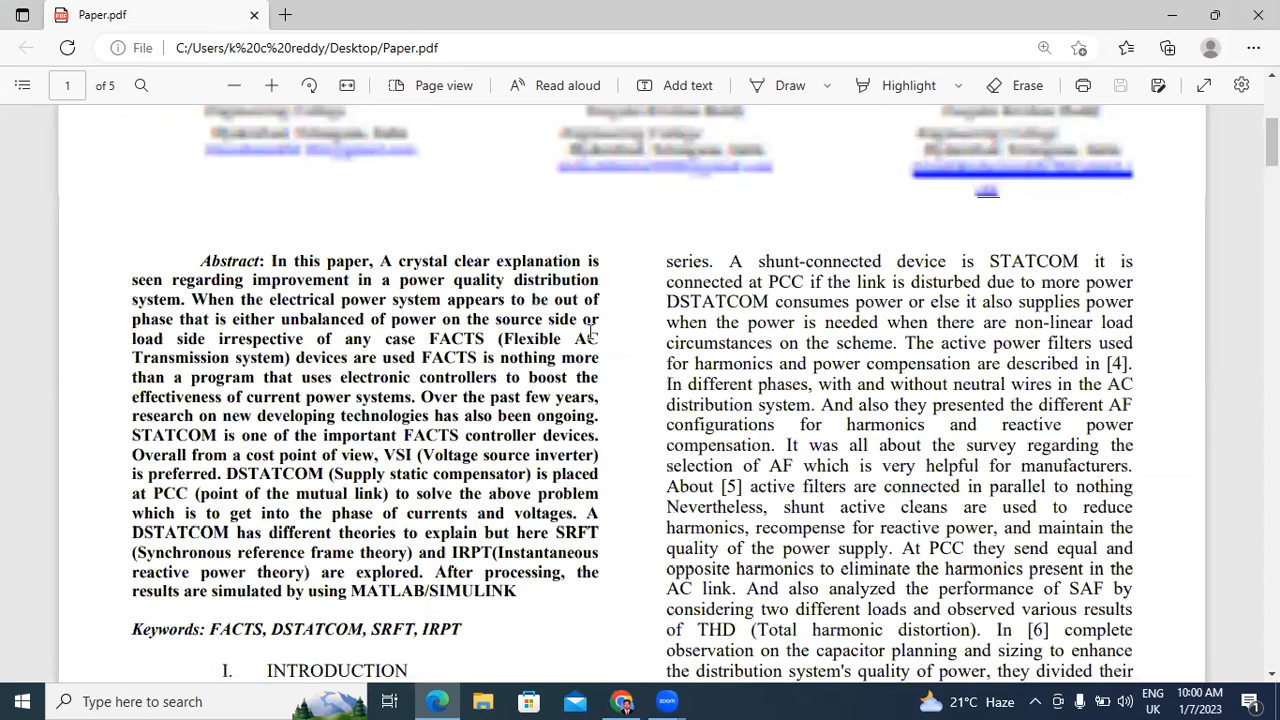 Paper.pdf
File
C:/Users/k%20c%20reddy/Desktop/Paper.pdf
1 of 5
Page view
Read aloud
Add text
Draw
Highlight
Erase
Abstract: In this paper, A crystal clear explanation is
seen regarding improvement in a power quality distribution
system. When the electrical power system appears to be out of
phase that is either unbalanced of power on the source side or
load side irrespective of any case FACTS (Flexible AC
Transmission system) devices are used FACTS is nothing more
than a program that uses electronic controllers to boost the
effectiveness of current power systems. Over the past few years,
research on new developing technologies has also been ongoing.
STATCOM is one of the important FACTS controller devices.
Overall from a cost point of view, VSI (Voltage source inverter)
is preferred. DSTATCOM (Supply static compensator) is placed
at PCC (point of the mutual link) to solve the above problem
which is to get into the phase of currents and voltages. A
DSTATCOM has different theories to explain but here SRFT
(Synchronous reference frame theory) and IRPT(Instantaneous
reactive power theory) are explored. After processing, the
results are simulated by using MATLAB/SIMULINK
Keywords: FACTS, DSTATCOM, SRFT, IRPT
I. INTRODUCTION
series. A shunt-connected device is STATCOM it is
connected at PCC if the link is disturbed due to more power
DSTATCOM consumes power or else it also supplies power
when the power is needed when there are non-linear load
circumstances on the scheme. The active power filters used
for harmonics and power compensation are described in [4].
In different phases, with and without neutral wires in the AC
distribution system. And also they presented the different AF
configurations for harmonics and reactive power
compensation. It was all about the survey regarding the
selection of AF which is very helpful for manufacturers.
About [5] active filters are connected in parallel to nothing
Nevertheless, shunt active cleans are used to reduce
harmonics, recompense for reactive power, and maintain the
quality of the power supply. At PCC they send equal and
opposite harmonics to eliminate the harmonics present in the
AC link. And also analyzed the performance of SAF by
considering two different loads and observed various results
of THD (Total harmonic distortion). In [6] complete
observation on the capacitor planning and sizing to enhance
the distribution system's quality of power, they divided their
Type here to search
zoom
21°C Haze
ENG
UK
10:00 AM
1/7/2023
1